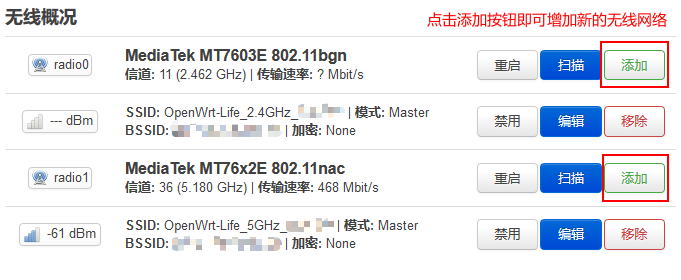 无线概况
点击添加按钮即可增加新的无线网络
radio0
MediaTek MT7603E 802.11bgn
信道: 11 (2.462 GHz) | 传输速率: ? Mbit/s
重启 扫描 添加
--- dBm
SSID: OpenWrt-Life_2.4GHz_ | 模式: Master
BSSID: | 加密: None
禁用 编辑 移除
radio1
MediaTek MT76x2E 802.11nac
信道: 36 (5.180 GHz) | 传输速率: 468 Mbit/s
重启 扫描 添加
-61 dBm
SSID: OpenWrt-Life_5GHz_ | 模式: Master
BSSID: | 加密: None
禁用 编辑 移除